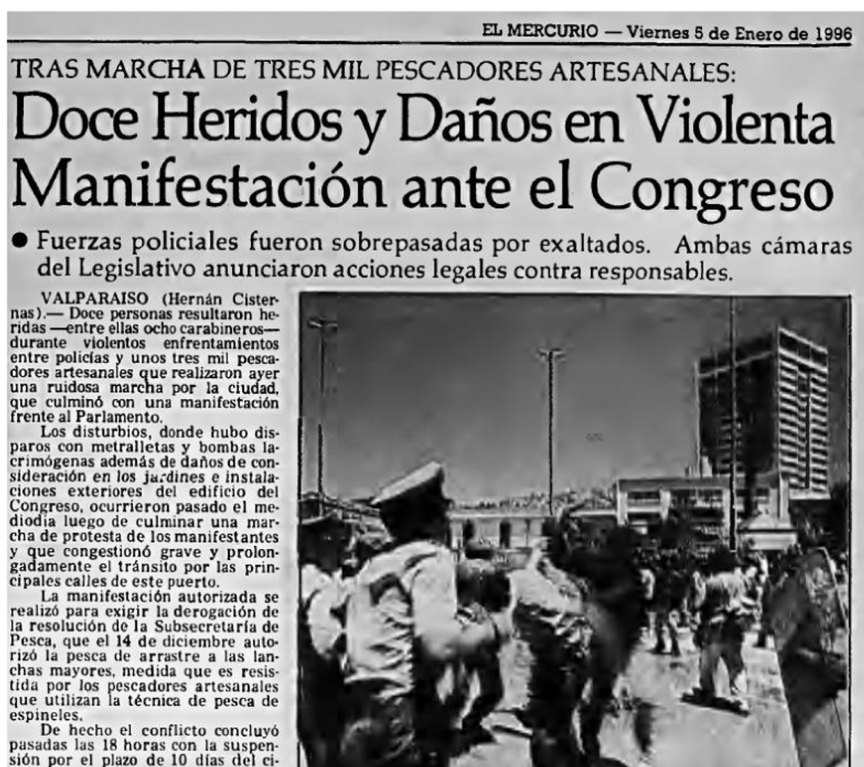 EL MERCURIO — Viernes 5 de Enero de 1996
TRAS MARCHA DE TRES MIL PESCADORES ARTESANALES:
Doce Heridos y Daños en Violenta
Manifestación ante el Congreso
● Fuerzas policiales fueron sobrepasadas por exaltados. Ambas cámaras
del Legislativo anunciaron acciones legales contra responsables.
VALPARAISO (Hernán Cister-
nas).— Doce personas resultaron he-
ridas —entre ellas ocho carabineros—
durante violentos enfrentamientos
entre policías y unos tres mil pesca-
dores artesanales que realizaron ayer
una ruidosa marcha por la ciudad,
que culminó con una manifestación
frente al Parlamento.
Los disturbios, donde hubo dis-
paros con metralletas y bombas la-
crimógenas además de daños de con-
sideración en los jardines e instala-
ciones exteriores del edificio del
Congreso, ocurrieron pasado el me-
diodía luego de culminar una mar-
cha de protesta de los manifestantes
y que congestionó grave y prolon-
gadamente el tránsito por las prin-
cipales calles de este puerto.
La manifestación autorizada se
realizó para exigir la derogación de
la resolución de la Subsecretaría de
Pesca, que el 14 de diciembre auto-
rizó la pesca de arrastre a las lan-
chas mayores, medida que es resis-
tida por los pescadores artesanales
que utilizan la técnica de pesca de
espineles.
De hecho el conflicto concluyó
pasadas las 18 horas con la suspen-
sión por el plazo de 10 días del ci-